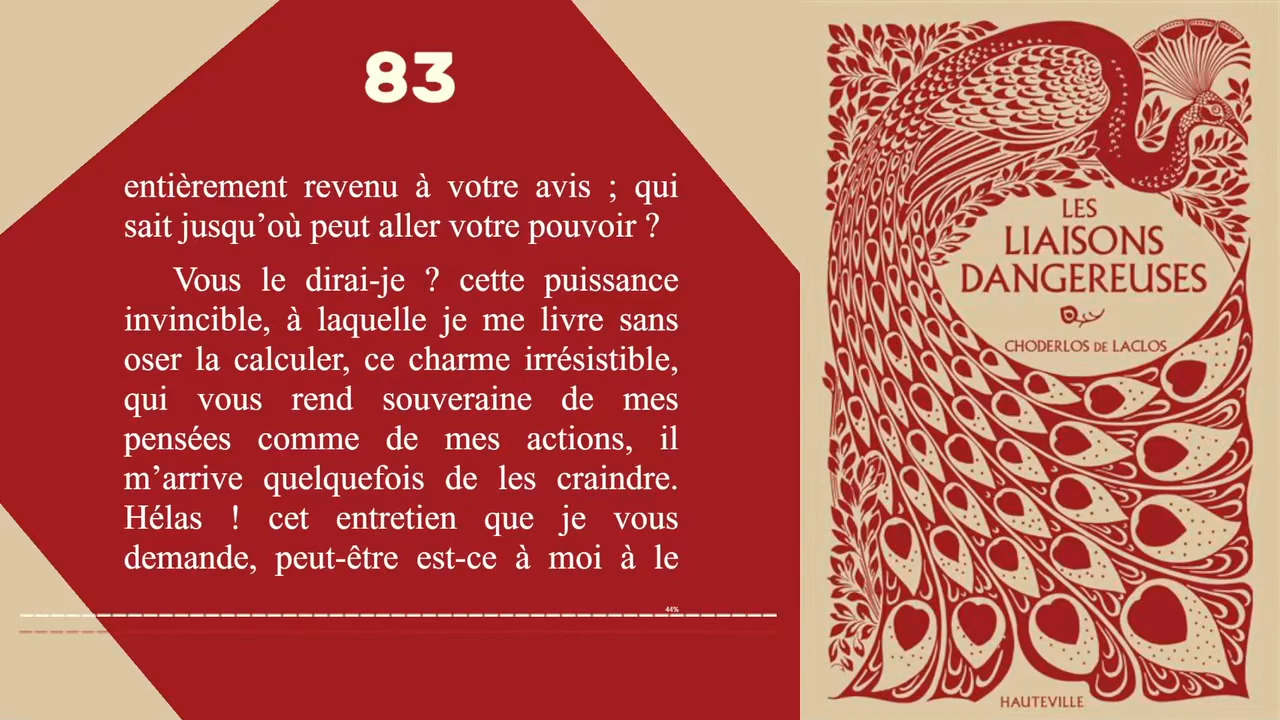 83
entièrement revenu à votre avis ; qui
sait jusqu’où peut aller votre pouvoir ?
Vous le dirai-je ? cette puissance
invincible, à laquelle je me livre sans
oser la calculer, ce charme irrésistible,
qui vous rend souveraine de mes
pensées comme de mes actions, il
m’arrive quelquefois de les craindre.
Hélas ! cet entretien que je vous
demande, peut-être est-ce à moi à le
44%
LES
LIAISONS
DANGEREUSES
CHODERLOS DE LACLOS
HAUTEVILLE